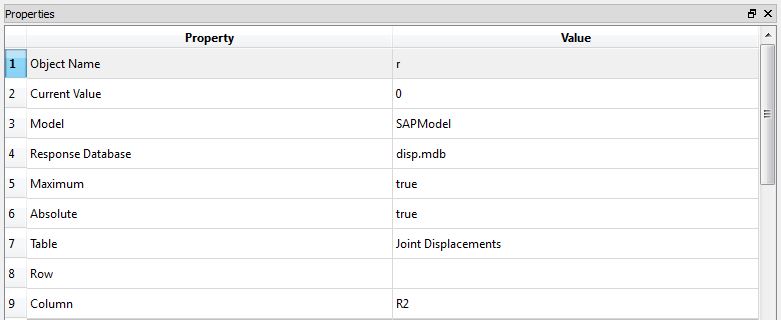 Properties
Property Value
1 Object Name r
2 Current Value 0
3 Model SAPModel
4 Response Database disp.mdb
5 Maximum true
6 Absolute true
7 Table Joint Displacements
8 Row
9 Column R2